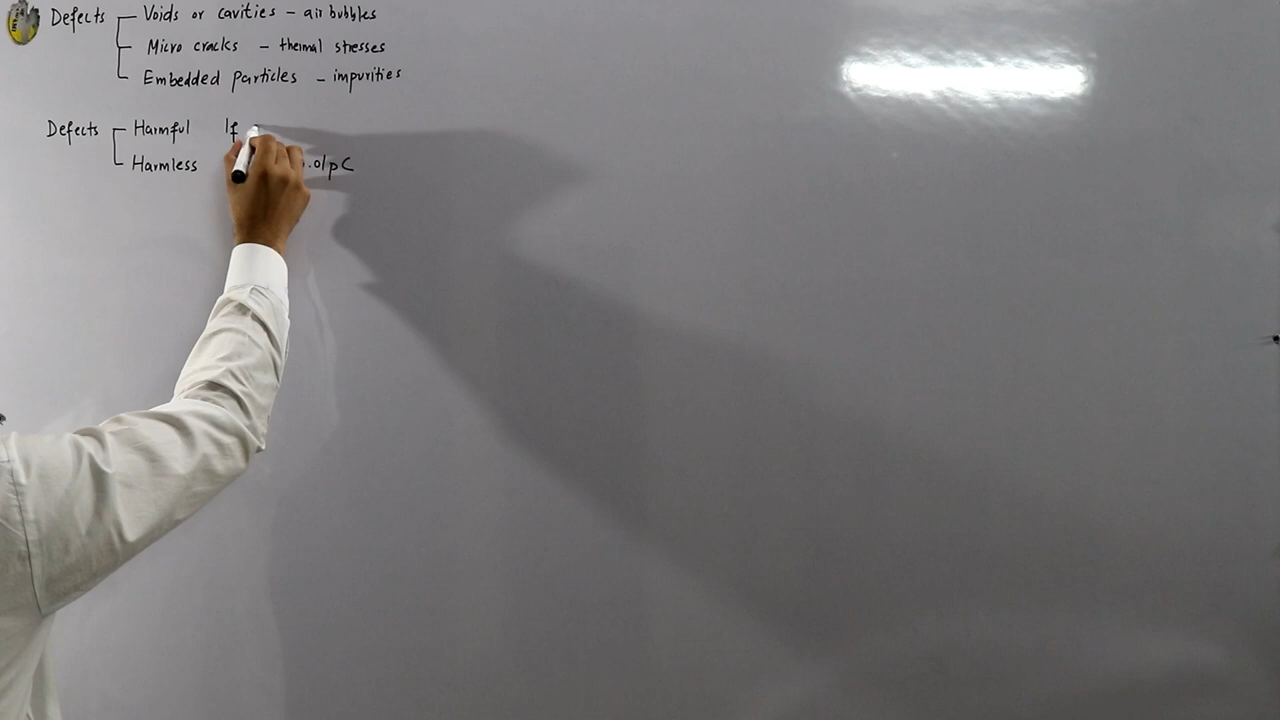 Defects Voids or cavities - air bubbles
Micro cracks - thermal stresses
Embedded particles - impurities
Defects Harmful If
Harmless .01pC